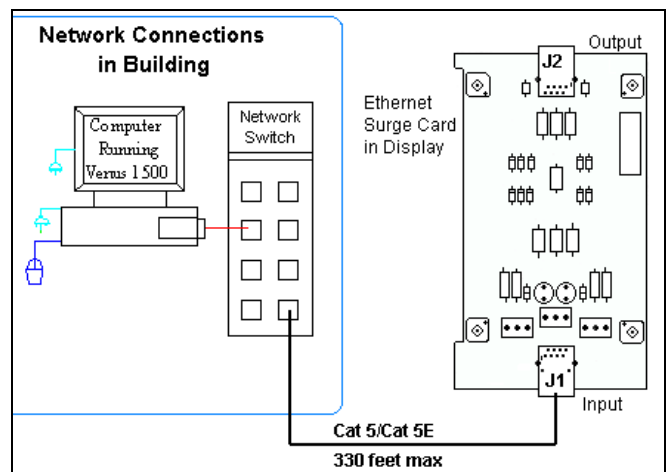 Network Connections
in Building
Computer
Running
Venus 1500
Network
Switch
Ethernet
Surge Card
in Display
J2
Output
J1
Input
Cat 5/Cat 5E
330 feet max